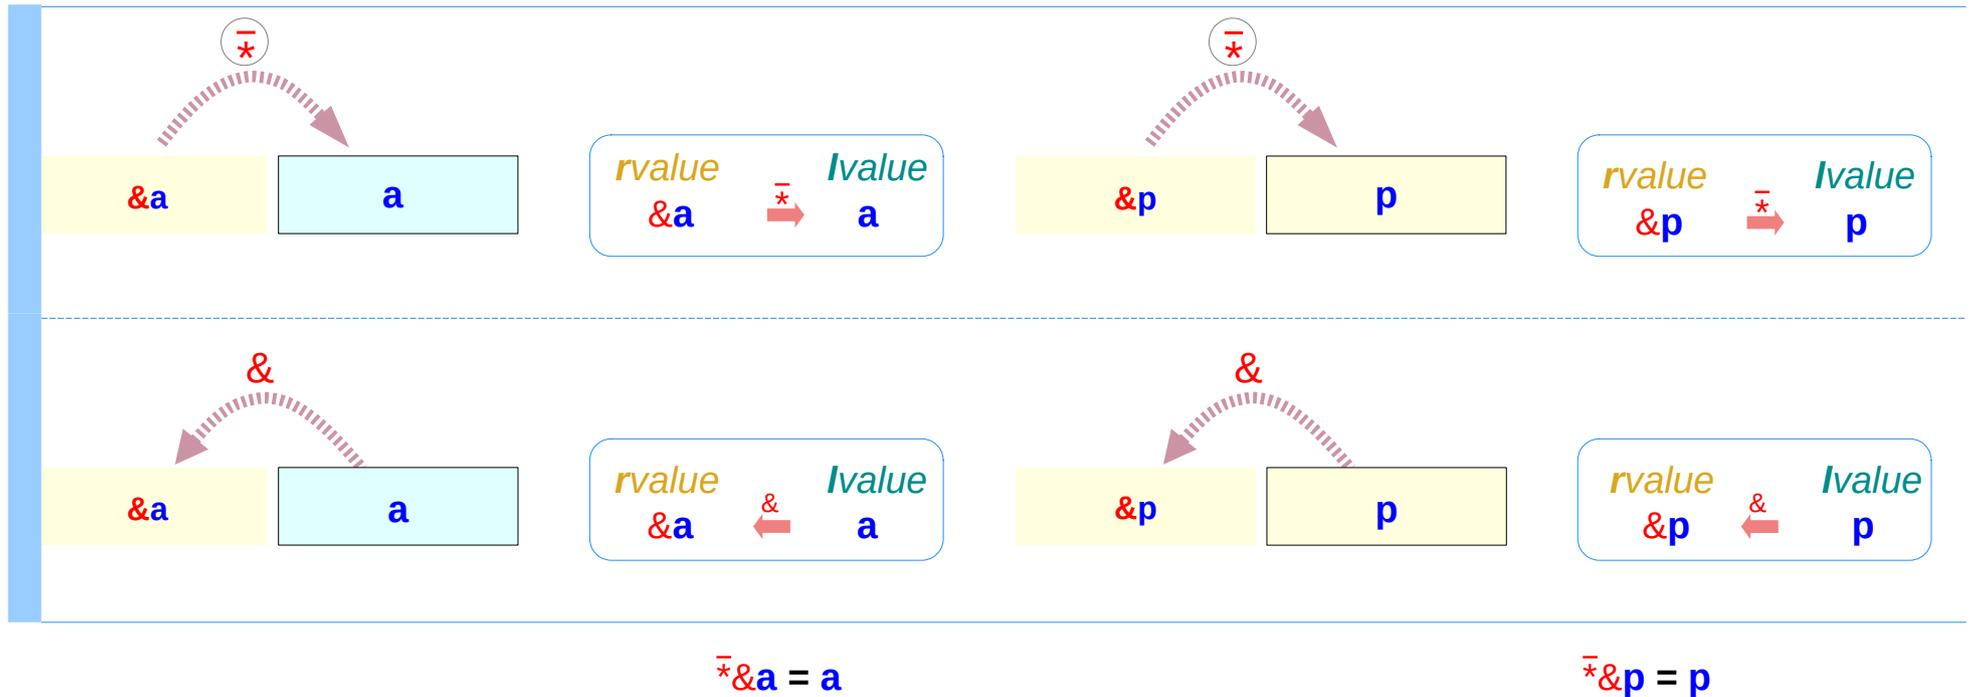 *̅ *̅
rvalue lvalue rvalue lvalue
&a a &a *̅ a &p p &p *̅ p
& &
rvalue lvalue rvalue lvalue
&a a &a & a &p p &p & p
*̅&a = a *̅&p = p